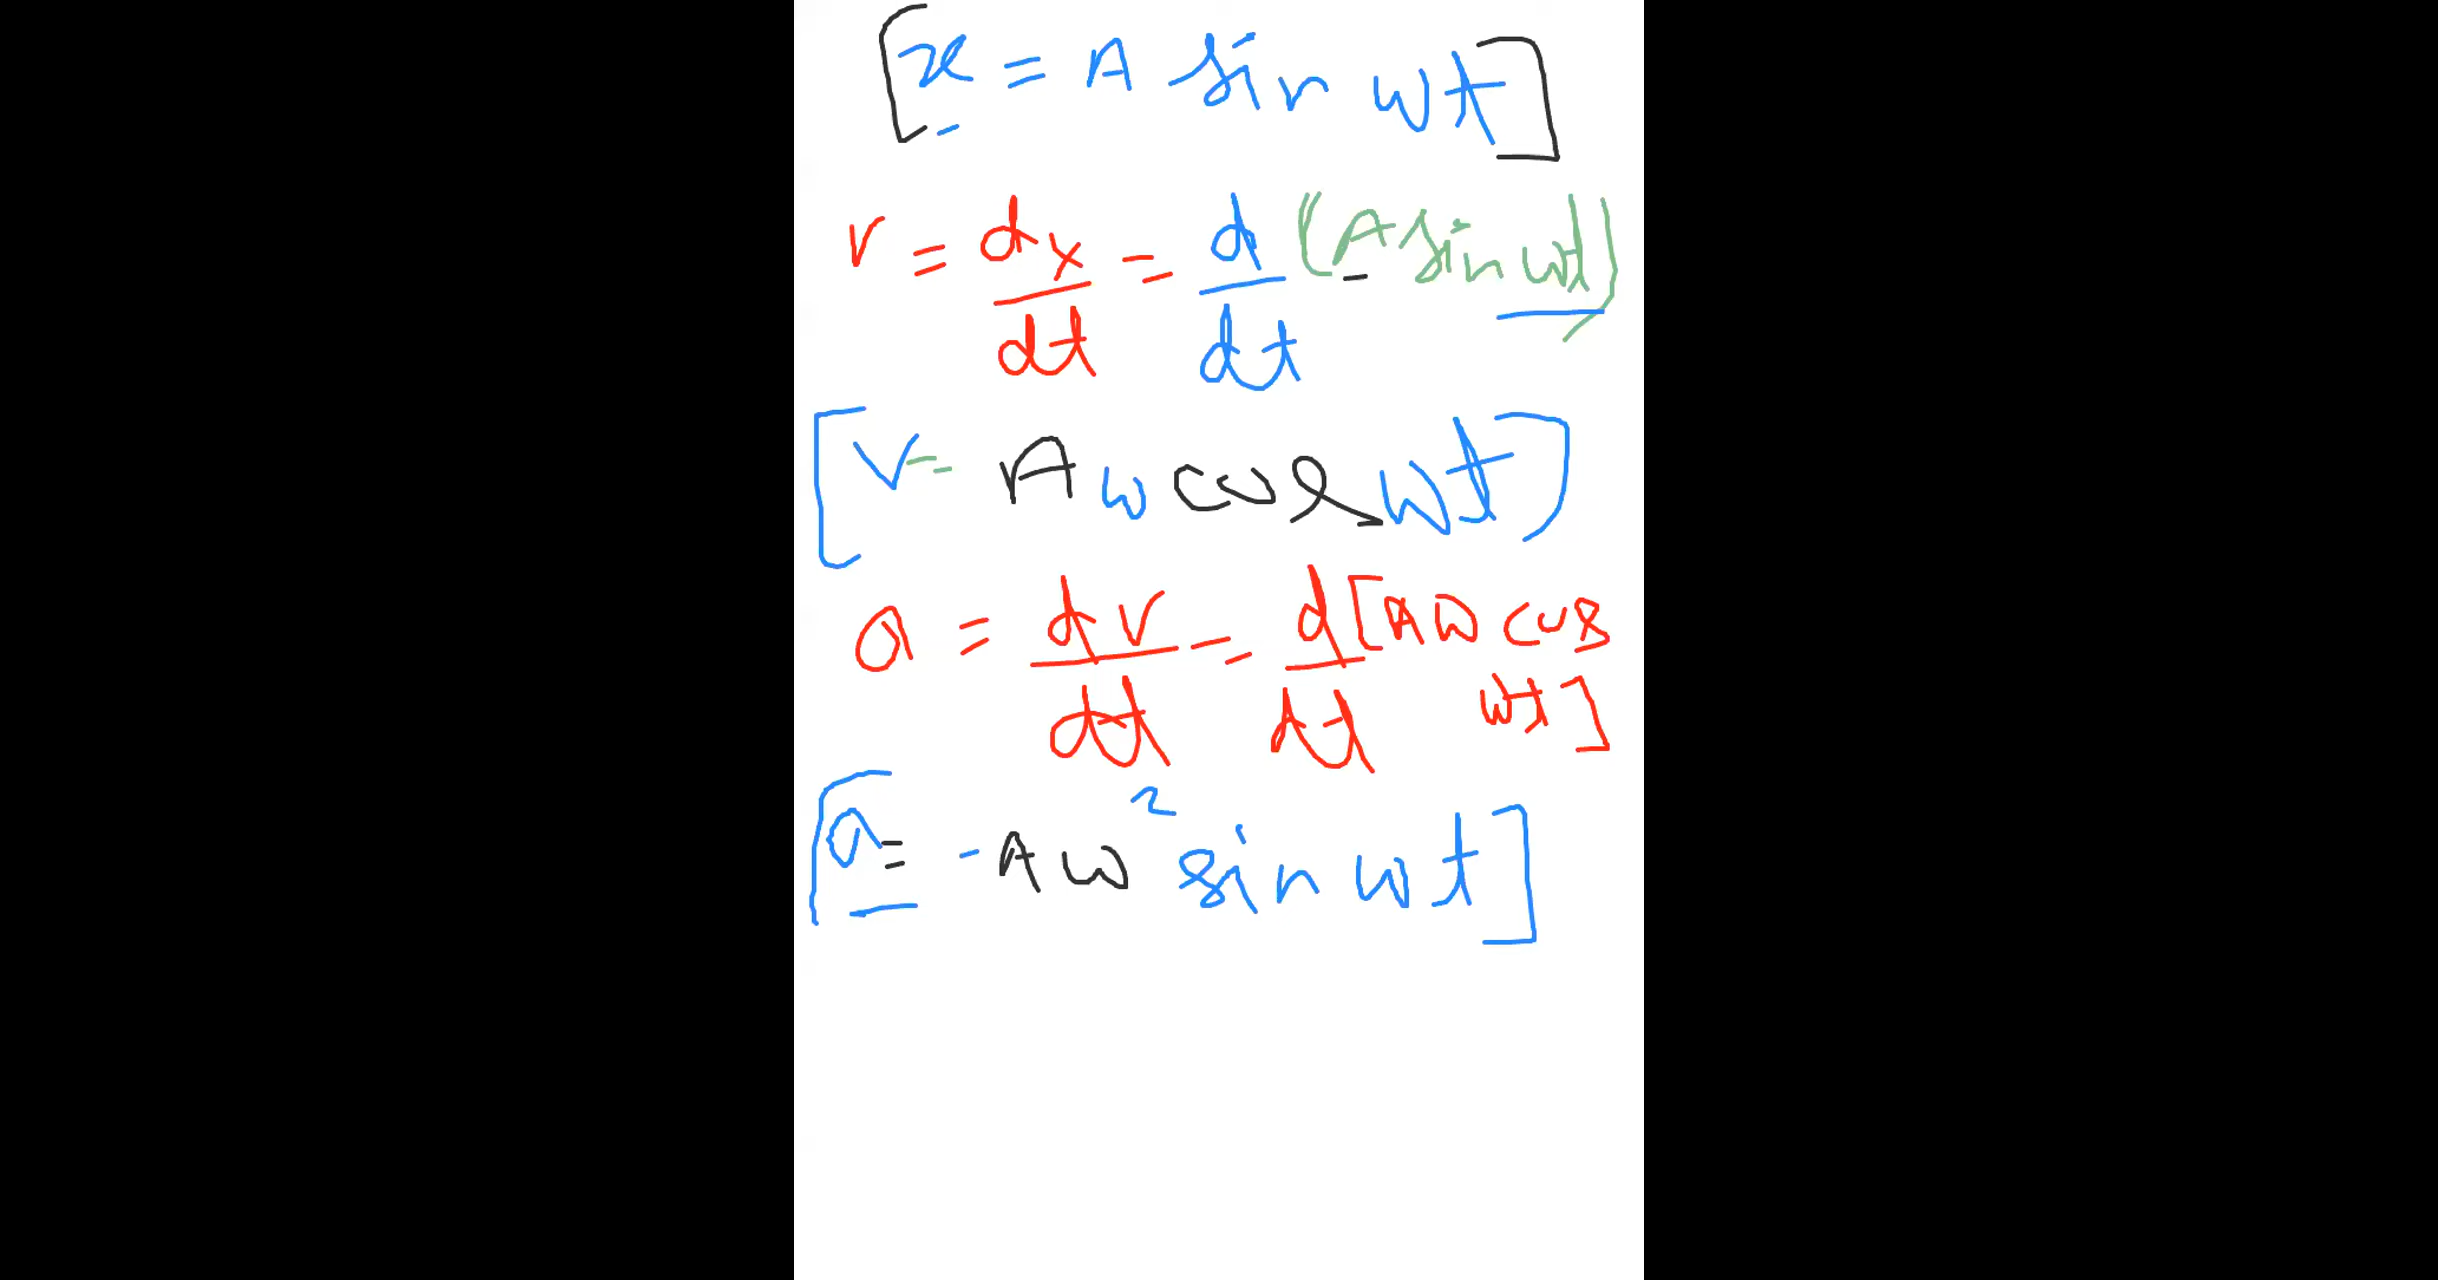 [x = A sin wt]
v = dx/dt = d/dt (A sin wt)
[v = Aw cos wt]
a = dv/dt = d/dt [Aw cos wt]
[a = -Aw² sin wt]